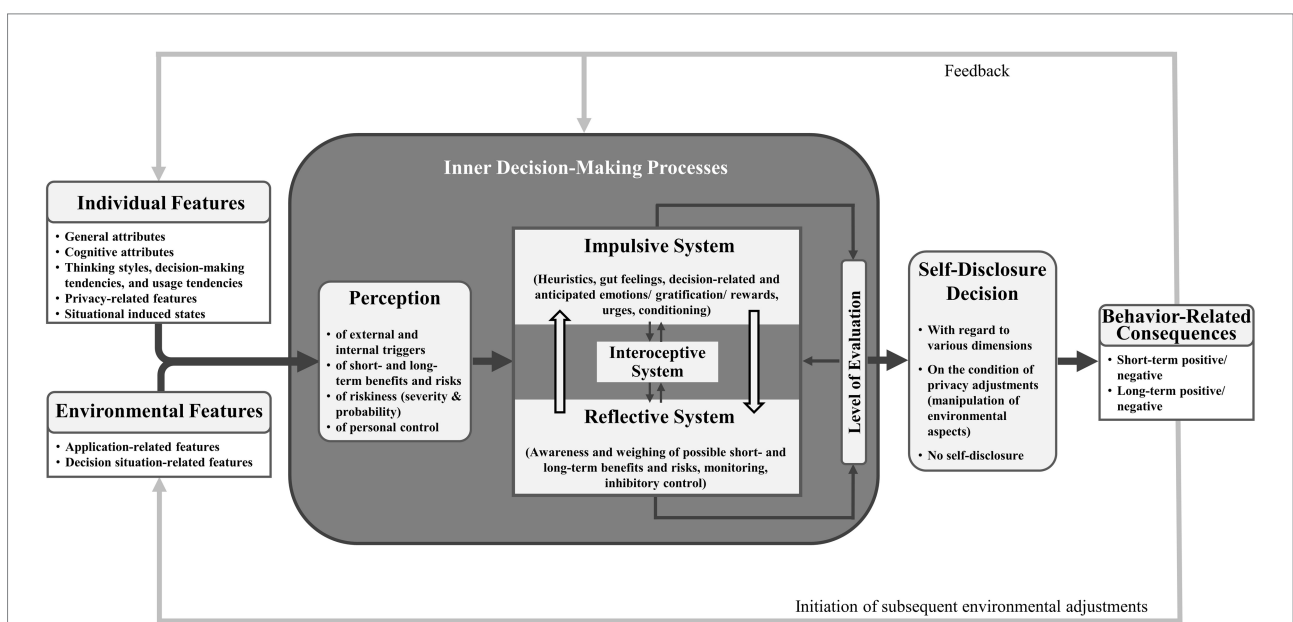 Feedback
Inner Decision-Making Processes
Individual Features
• General attributes
• Cognitive attributes
• Thinking styles, decision-making
tendencies, and usage tendencies
• Privacy-related features
• Situational induced states
Environmental Features
• Application-related features
• Decision situation-related features
Perception
• of external and
internal triggers
• of short- and long-
term benefits and risks
• of riskiness (severity &
probability)
• of personal control
Impulsive System
(Heuristics, gut feelings, decision-related and
anticipated emotions/ gratification/ rewards,
urges, conditioning)
Interoceptive
System
Reflective System
(Awareness and weighing of possible short- and
long-term benefits and risks, monitoring,
inhibitory control)
Level of Evaluation
Self-Disclosure
Decision
• With regard to
various dimensions
• On the condition of
privacy adjustments
(manipulation of
environmental
aspects)
• No self-disclosure
Behavior-Related
Consequences
• Short-term positive/
negative
• Long-term positive/
negative
Initiation of subsequent environmental adjustments